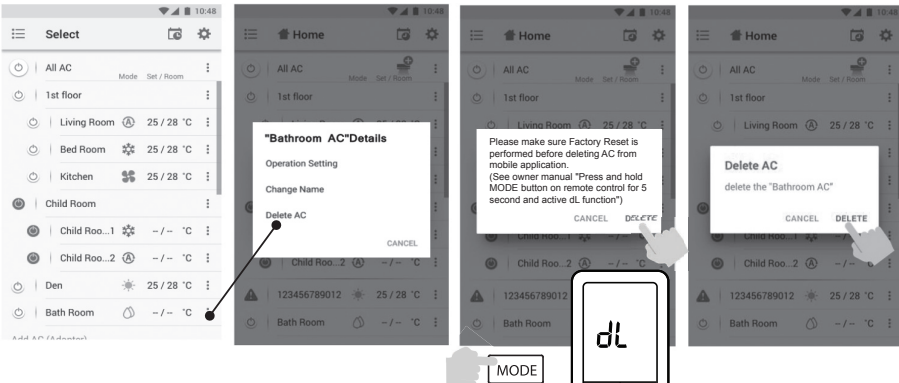 10:48
Select
All AC
Mode Set / Room
1st floor
Living Room 25 / 28 °C
Bed Room 25 / 28 °C
Kitchen 25 / 28 °C
Child Room
Child Roo...1 -- / -- °C
Child Roo...2 -- / -- °C
Den 25 / 28 °C
Bath Room -- / -- °C
Add AC (Adapter)
10:48
Home
All AC
Mode Set / Room
1st floor
"Bathroom AC"Details
Operation Setting
Change Name
Delete AC
CANCEL
Child Roo...2 -- / -- °C
123456789012 25 / 28 °C
Bath Room -- / -- °C
10:48
Home
All AC
Mode Set / Room
1st floor
Living Room 25 / 28 °C
Please make sure Factory Reset is
performed before deleting AC from
mobile application.
(See owner manual "Press and hold
MODE button on remote control for 5
second and active dL function")
CANCEL DELETE
Child Roo...1 -- / -- °C
Child Roo...2 -- / -- °C
123456789012
Bath Room
dL
MODE
10:48
Home
All AC
Mode Set / Room
1st floor
Living Room 25 / 28 °C
Delete AC
delete the "Bathroom AC"
CANCEL DELETE
Child Roo...1
Child Roo...2 -- / -- °C
123456789012 25 / 28 °C
Bath Room -- / -- °C